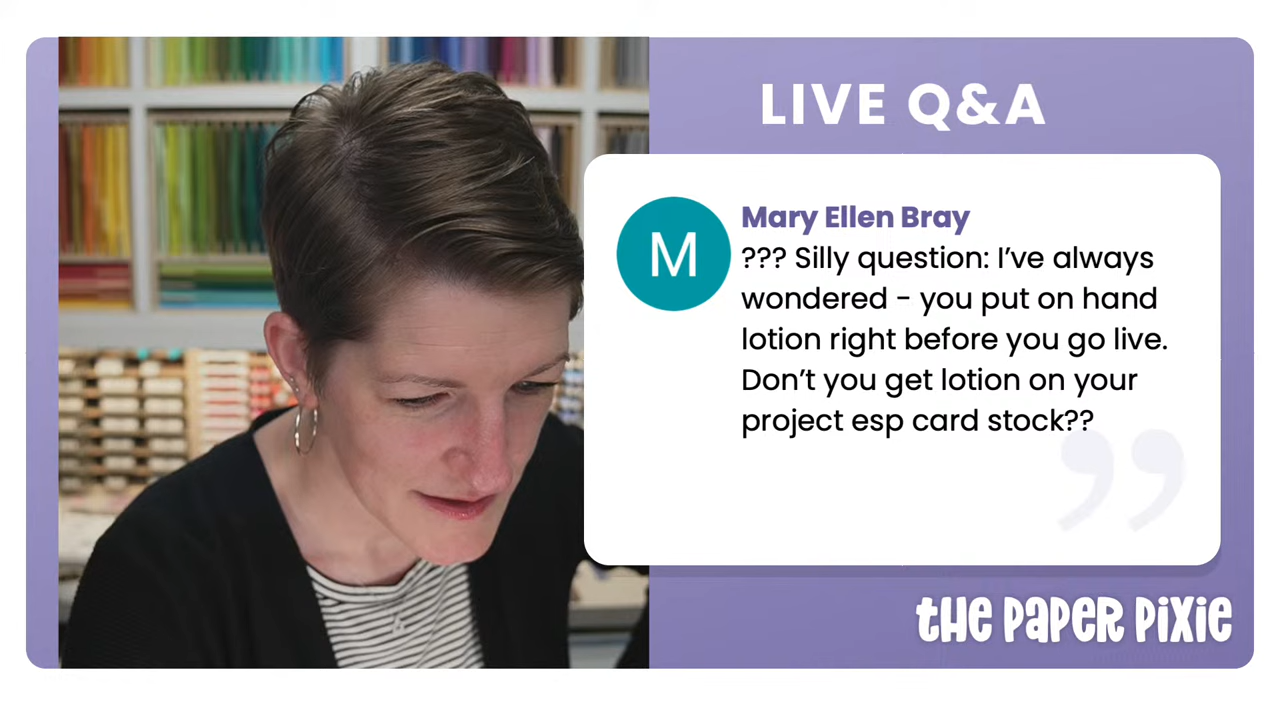 LIVE Q&A
M
Mary Ellen Bray
??? Silly question: I’ve always
wondered - you put on hand
lotion right before you go live.
Don’t you get lotion on your
project esp card stock??
”
the PAPER PiXiE